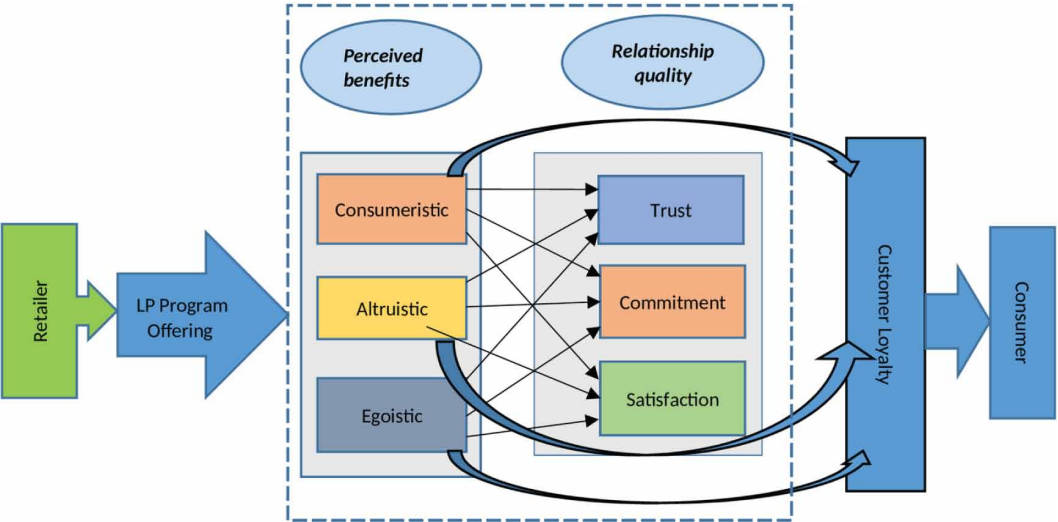 Perceived
benefits
Relationship
quality
Consumeristic
Trust
Retailer
LP Program
Offering
Altruistic
Commitment
Customer Loyalty
Consumer
Egoistic
Satisfaction